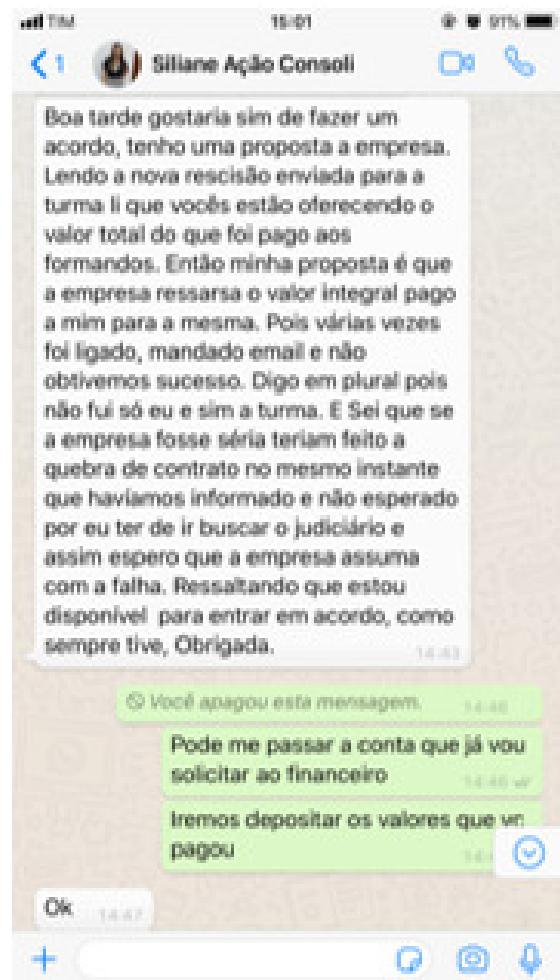 TIM 15:01 91%
1 Siliane Ação Consoli
Boa tarde gostaria sim de fazer um
acordo, tenho uma proposta a empresa.
Lendo a nova rescisão enviada para a
turma li que vocês estão oferecendo o
valor total do que foi pago aos
formandos. Então minha proposta é que
a empresa ressarsa o valor integral pago
a mim para a mesma. Pois várias vezes
foi ligado, mandado email e não
obtivemos sucesso. Digo em plural pois
não fui só eu e sim a turma. E Sei que se
a empresa fosse séria teriam feito a
quebra de contrato no mesmo instante
que havíamos informado e não esperado
por eu ter de ir buscar o judiciário e
assim espero que a empresa assuma
com a falha. Ressaltando que estou
disponível para entrar em acordo, como
sempre tive, Obrigada.
14:43
Você apagou esta mensagem. 14:46
Pode me passar a conta que já vou
solicitar ao financeiro
14:46
Iremos depositar os valores que
pagou
Ok 14:47